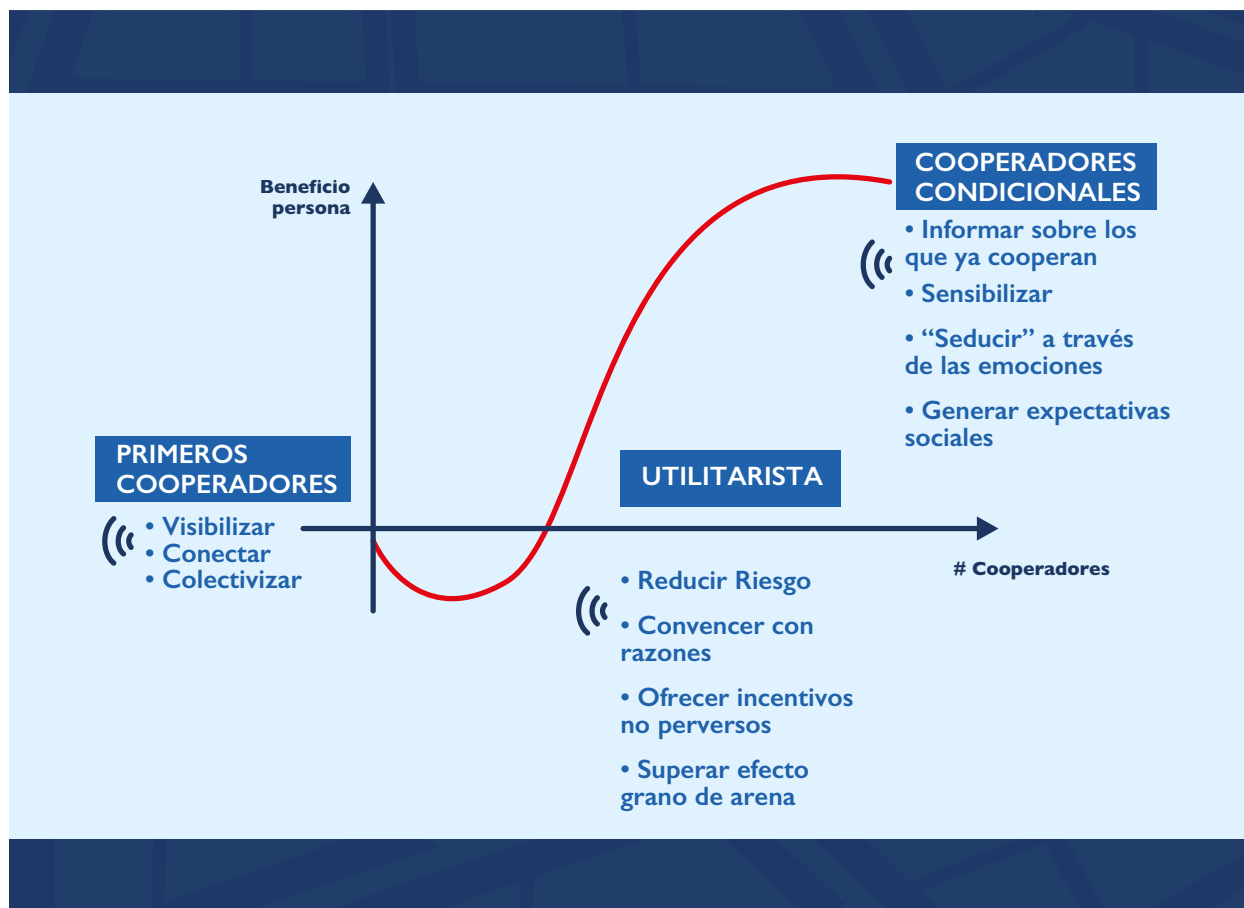 Beneficio
persona
COOPERADORES
CONDICIONALES
• Informar sobre los
que ya cooperan
• Sensibilizar
• “Seducir” a través
de las emociones
• Generar expectativas
sociales
PRIMEROS
COOPERADORES
• Visibilizar
• Conectar
• Colectivizar
UTILITARISTA
# Cooperadores
• Reducir Riesgo
• Convencer con
razones
• Ofrecer incentivos
no perversos
• Superar efecto
grano de arena